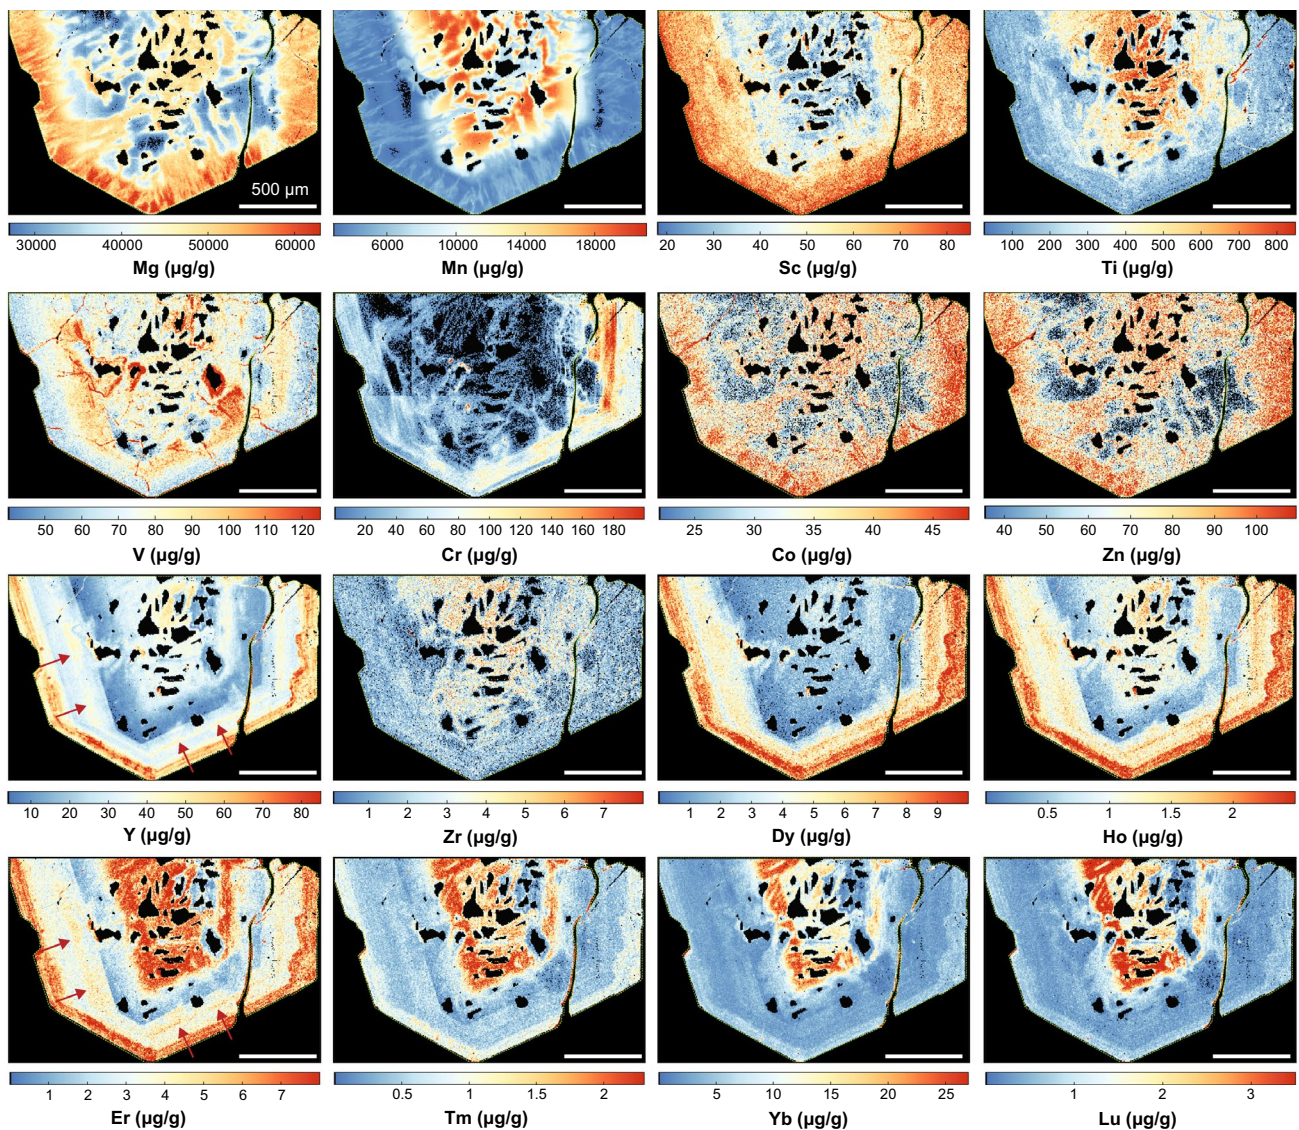 500 µm
30000 40000 50000 60000
Mg (µg/g)
6000 10000 14000 18000
Mn (µg/g)
20 30 40 50 60 70 80
Sc (µg/g)
100 200 300 400 500 600 700 800
Ti (µg/g)
50 60 70 80 90 100 110 120
V (µg/g)
20 40 60 80 100 120 140 160 180
Cr (µg/g)
25 30 35 40 45
Co (µg/g)
40 50 60 70 80 90 100
Zn (µg/g)
10 20 30 40 50 60 70 80
Y (µg/g)
1 2 3 4 5 6 7
Zr (µg/g)
1 2 3 4 5 6 7 8 9
Dy (µg/g)
0.5 1 1.5 2
Ho (µg/g)
1 2 3 4 5 6 7
Er (µg/g)
0.5 1 1.5 2
Tm (µg/g)
5 10 15 20 25
Yb (µg/g)
1 2 3
Lu (µg/g)